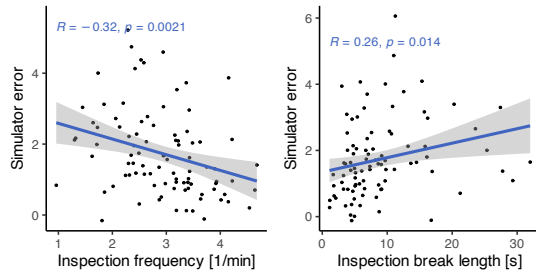 R = −0.32, p = 0.0021
4
2
0
Simulator error
1
2
3
4
Inspection frequency [1/min]
R = 0.26, p = 0.014
6
4
2
0
Simulator error
0
10
20
30
Inspection break length [s]